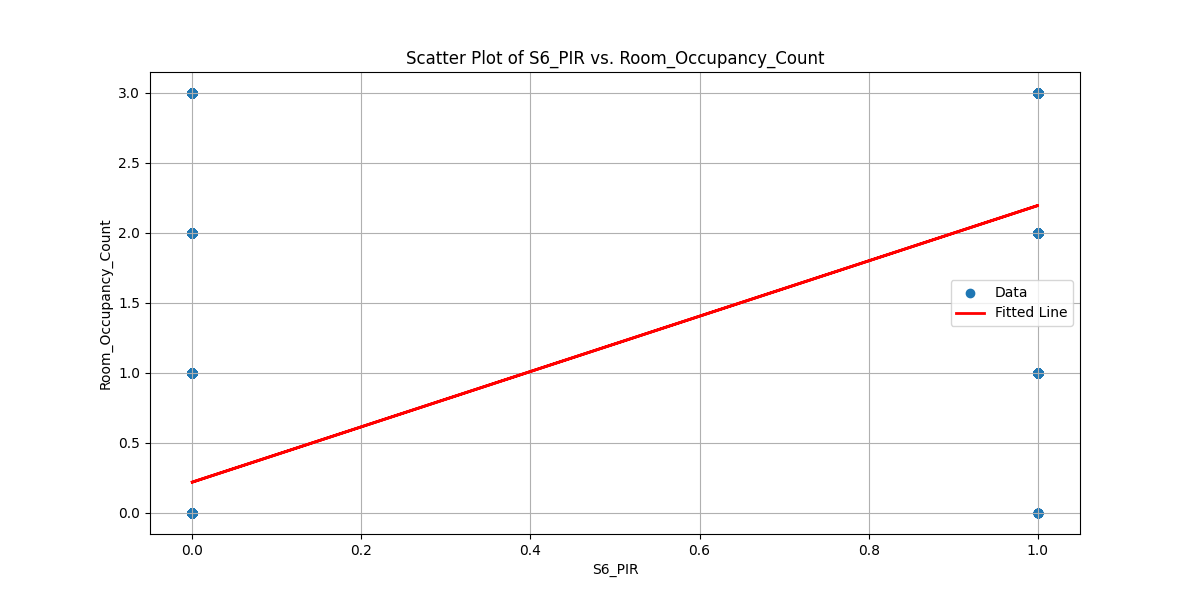 Scatter Plot of S6_PIR vs. Room_Occupancy_Count
3.0
2.5
2.0
1.5
1.0
0.5
0.0
Room_Occupancy_Count
Data
Fitted Line
0.0 0.2 0.4 0.6 0.8 1.0
S6_PIR